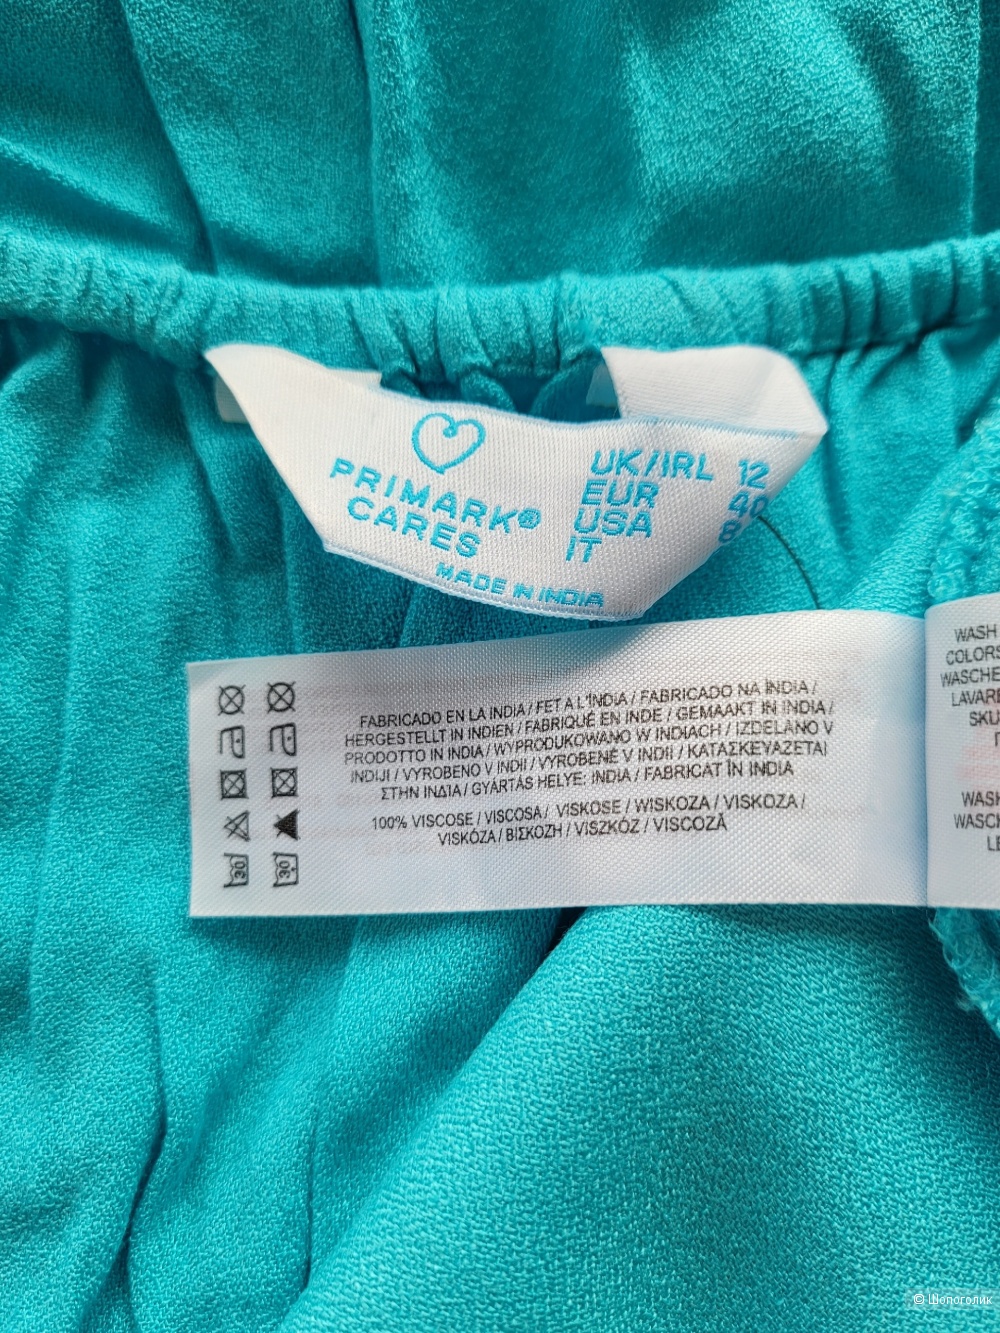 PRIMARK®
CARES
UK/IRL 12
EUR 40
USA 8
IT
MADE IN INDIA
FABRICADO EN LA INDIA / FET A L'ÍNDIA / FABRICADO NA ÍNDIA /
HERGESTELLT IN INDIEN / FABRIQUÉ EN INDE / GEMAAKT IN INDIA /
PRODOTTO IN INDIA / WYPRODUKOWANO W INDIACH / IZDELANO V
INDIJI / VYROBENO V INDII / VYROBENÉ V INDII / ΚΑΤΑΣΚΕΥΑΖΕΤΑΙ
ΣΤΗΝ ΙΝΔΙΑ / GYÁRTÁS HELYE: INDIA / FABRICAT ÎN INDIA
100% VISCOSE / VISCOSA / VISKOSE / WISKOZA / VISKOZA /
VISKÓZA / ΒΙΣΚΟΖΗ / VISZKÓZ / VISCOZĂ
30
30
WASH
COLORS
WASCHE
LAVAR
SKU
WASH
WASCH
LE
© Шопоголик